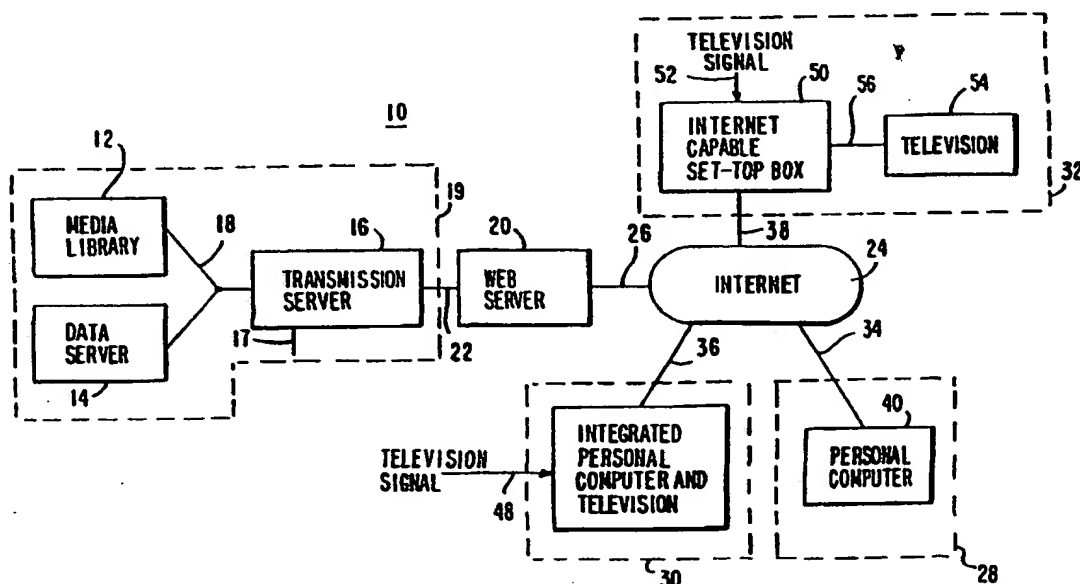 TELEVISION
SIGNAL
52
50
56
54
INTERNET
CAPABLE
SET-TOP BOX
TELEVISION
32
10
12
MEDIA
LIBRARY
18
19
16
TRANSMISSION
SERVER
17
DATA
SERVER
14
22
20
WEB
SERVER
26
38
INTERNET
24
36
34
TELEVISION
SIGNAL
48
INTEGRATED
PERSONAL
COMPUTER AND
TELEVISION
30
40
PERSONAL
COMPUTER
28